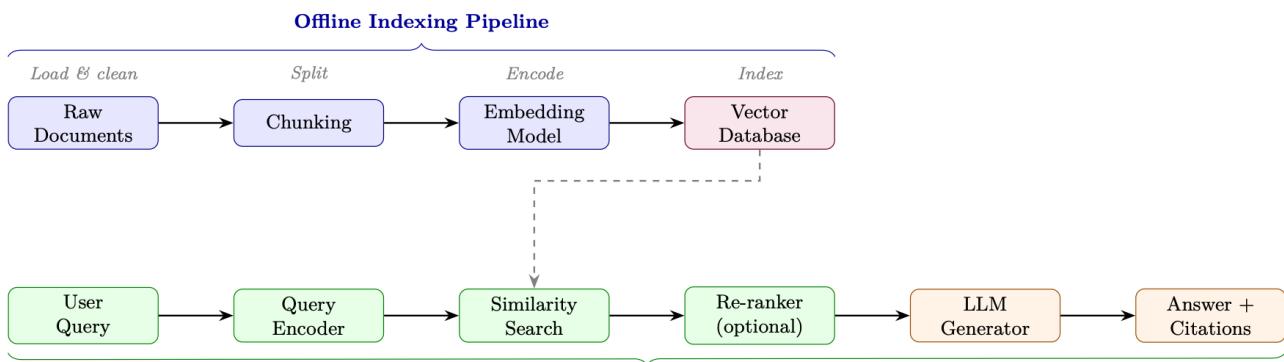 Offline Indexing Pipeline
Load & clean
Split
Encode
Index
Raw
Documents
Chunking
Embedding
Model
Vector
Database
User
Query
Query
Encoder
Similarity
Search
Re-ranker
(optional)
LLM
Generator
Answer +
Citations